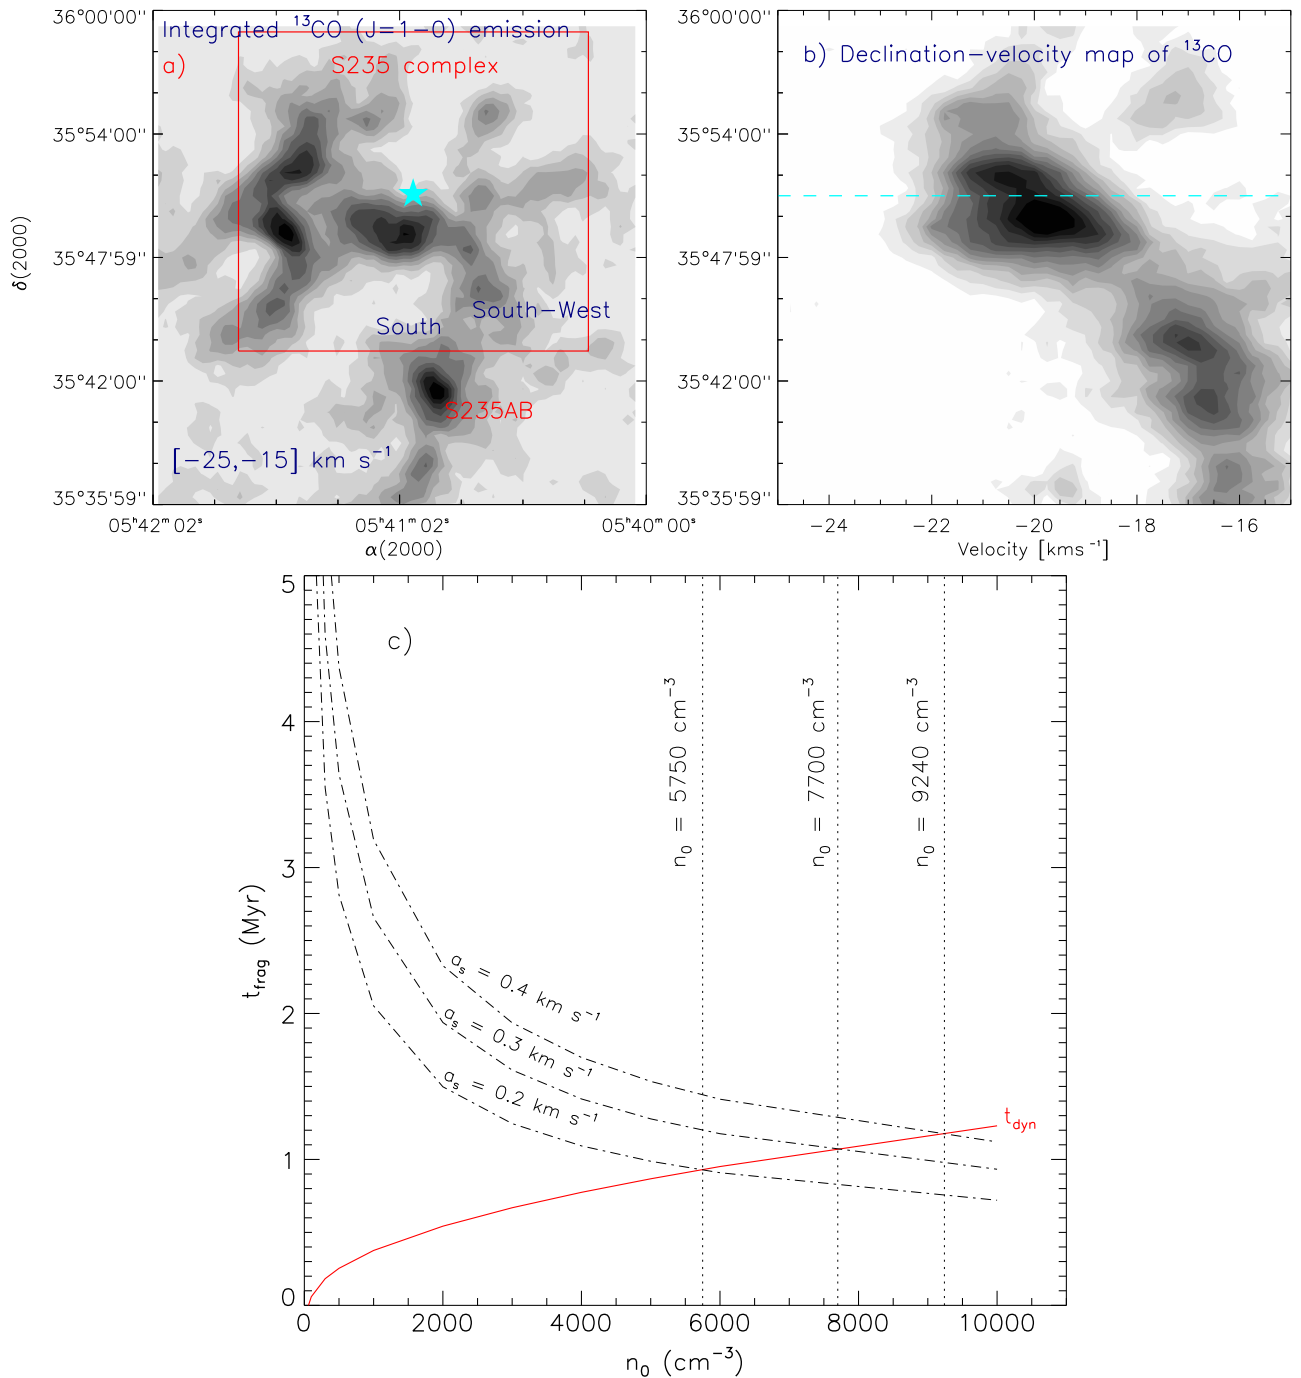 Integrated ¹³CO (J=1−0) emission
a)
S235 complex
South
South−West
S235AB
[−25,−15] km s⁻¹
36°00'00''
35°54'00''
35°47'59''
35°42'00''
35°35'59''
δ(2000)
05ʰ42ᵐ02ˢ
05ʰ41ᵐ02ˢ
05ʰ40ᵐ00ˢ
α(2000)
b) Declination−velocity map of ¹³CO
36°00'00''
35°54'00''
35°47'59''
35°42'00''
35°35'59''
−24
−22
−20
−18
−16
Velocity [kms⁻¹]
c)
5
4
3
2
1
0
t_frag (Myr)
n₀ = 5750 cm⁻³
n₀ = 7700 cm⁻³
n₀ = 9240 cm⁻³
a_s = 0.4 km s⁻¹
a_s = 0.3 km s⁻¹
a_s = 0.2 km s⁻¹
t_dyn
0
2000
4000
6000
8000
10000
n₀ (cm⁻³)